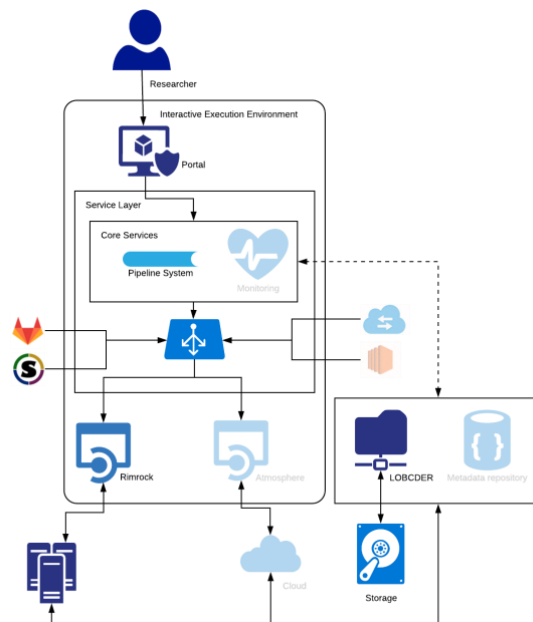 Researcher
Interactive Execution Environment
Portal
Service Layer
Core Services
Pipeline System
Monitoring
S
Rimrock
Atmosphere
LOBCDER
Metadata repository
Cloud
Storage